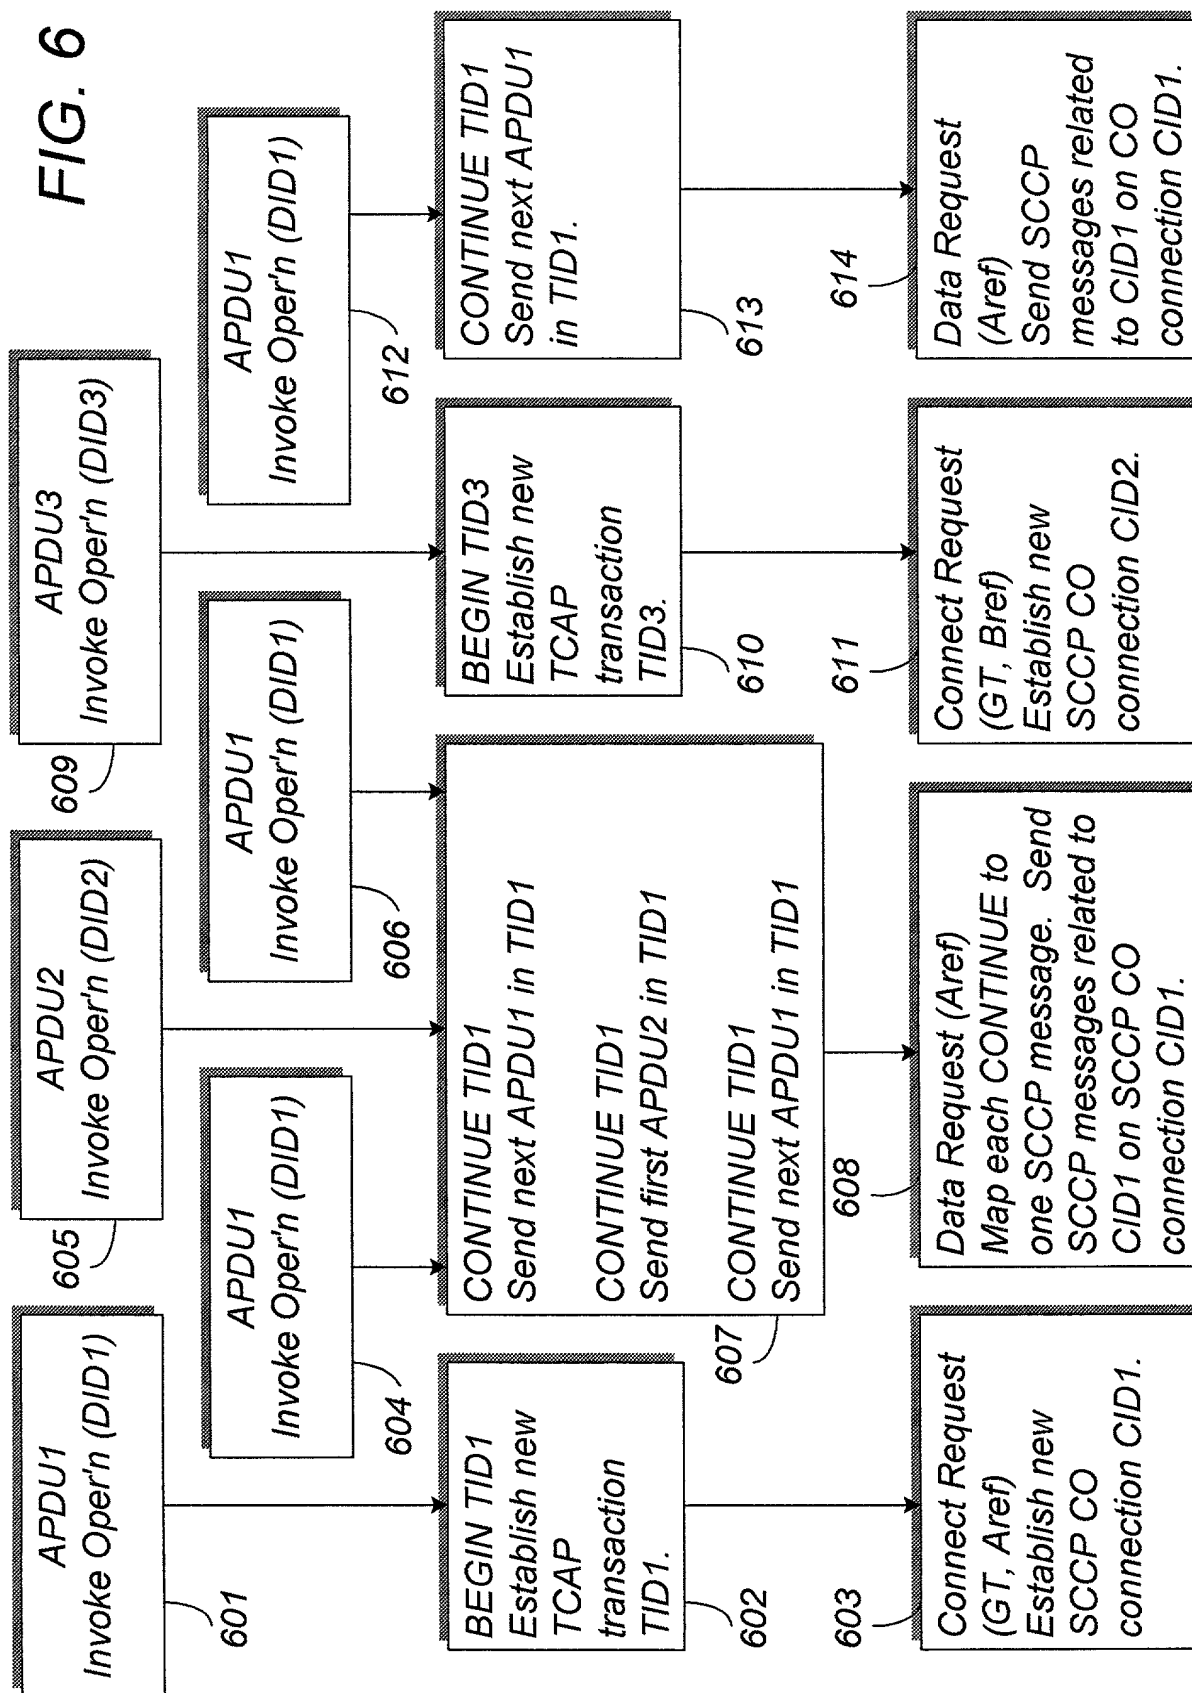 FIG. 6
APDU1
Invoke Oper'n (DID1)
601
BEGIN TID1
Establish new
TCAP
transaction
TID1.
602
Connect Request
(GT, Aref)
Establish new
SCCP CO
connection CID1.
603
APDU1
Invoke Oper'n (DID1)
604
APDU2
Invoke Oper'n (DID2)
605
APDU1
Invoke Oper'n (DID1)
606
CONTINUE TID1
Send next APDU1 in TID1
CONTINUE TID1
Send first APDU2 in TID1
CONTINUE TID1
Send next APDU1 in TID1
607
Data Request (Aref)
Map each CONTINUE to
one SCCP message. Send
SCCP messages related to
CID1 on SCCP CO
connection CID1.
608
APDU3
Invoke Oper'n (DID3)
609
BEGIN TID3
Establish new
TCAP
transaction
TID3.
610
Connect Request
(GT, Bref)
Establish new
SCCP CO
connection CID2.
611
APDU1
Invoke Oper'n (DID1)
612
CONTINUE TID1
Send next APDU1
in TID1.
613
Data Request
(Aref)
Send SCCP
messages related
to CID1 on CO
connection CID1.
614